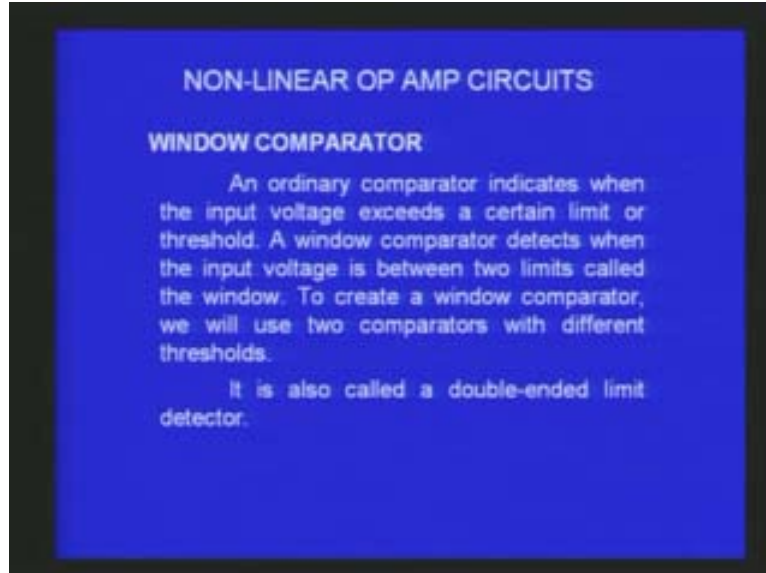 NON-LINEAR OP AMP CIRCUITS
WINDOW COMPARATOR
An ordinary comparator indicates when
the input voltage exceeds a certain limit or
threshold. A window comparator detects when
the input voltage is between two limits called
the window. To create a window comparator,
we will use two comparators with different
thresholds.
It is also called a double-ended limit
detector.